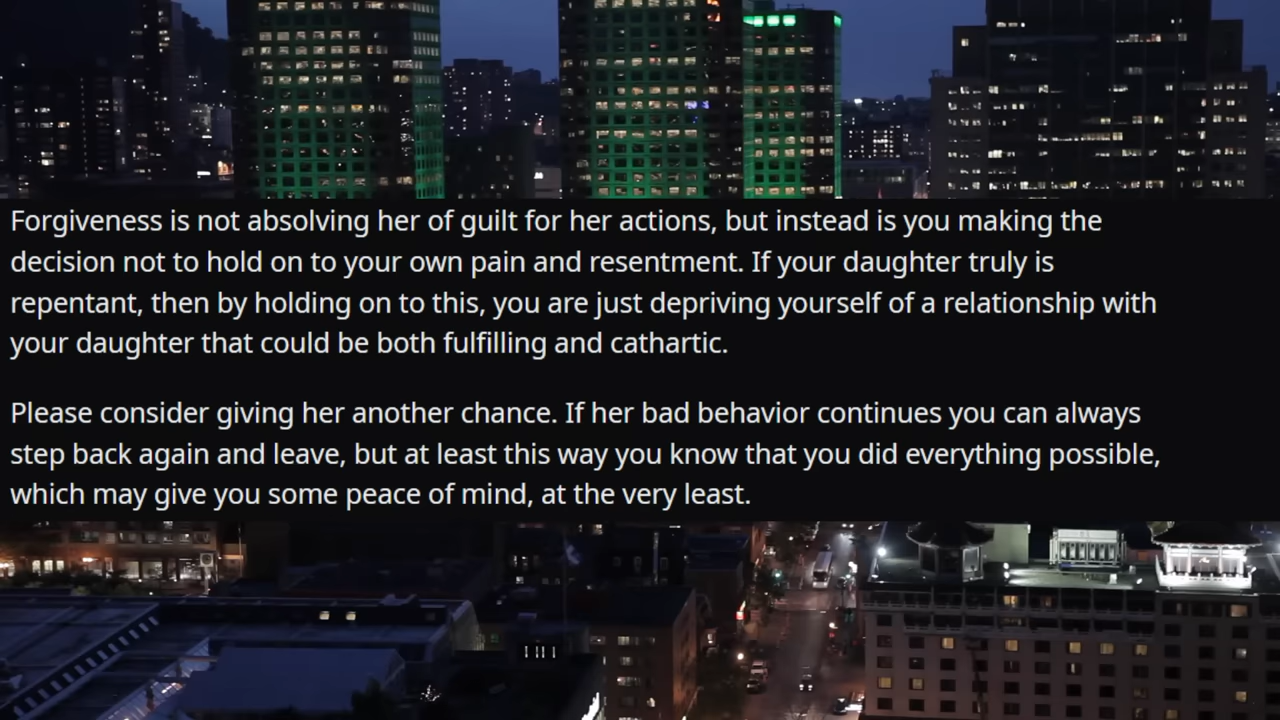 Forgiveness is not absolving her of guilt for her actions, but instead is you making the
decision not to hold on to your own pain and resentment. If your daughter truly is
repentant, then by holding on to this, you are just depriving yourself of a relationship with
your daughter that could be both fulfilling and cathartic.
Please consider giving her another chance. If her bad behavior continues you can always
step back again and leave, but at least this way you know that you did everything possible,
which may give you some peace of mind, at the very least.